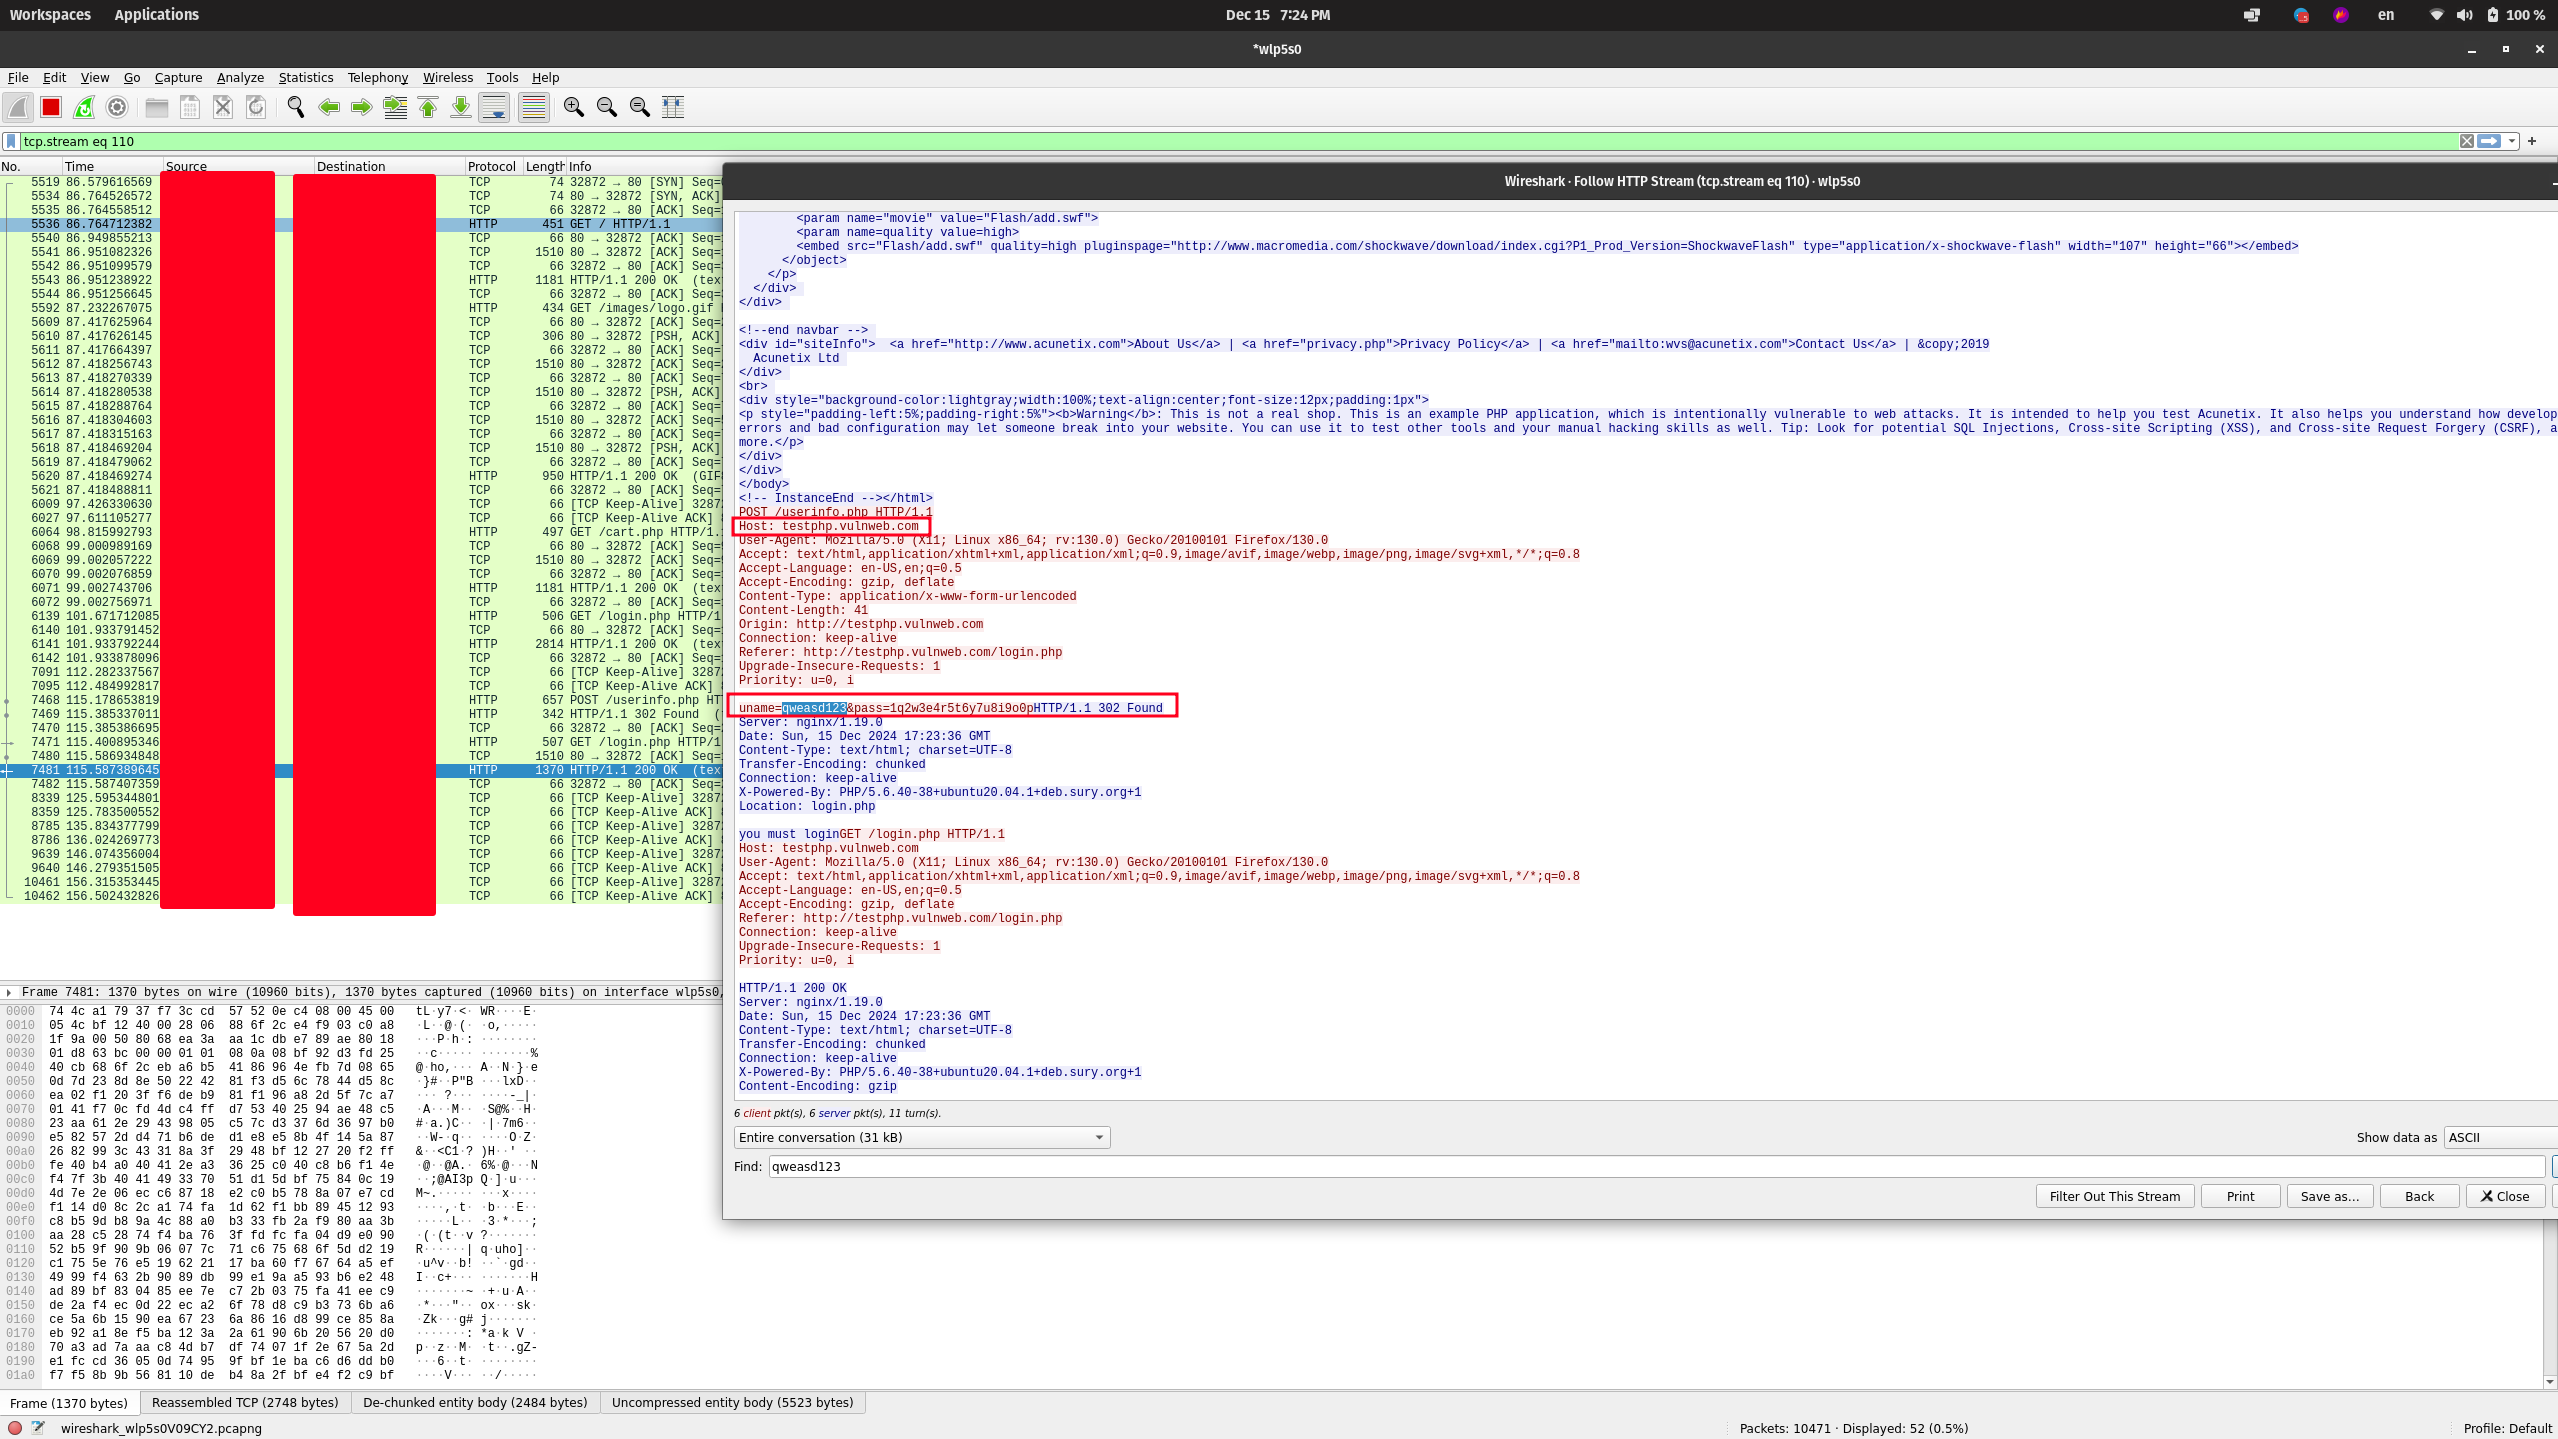 Workspaces Applications Dec 15 7:24 PM en 100 %
*wlp5s0
File Edit View Go Capture Analyze Statistics Telephony Wireless Tools Help
tcp.stream eq 110
No. Time Source Destination Protocol Length Info
5519 86.579616569 TCP 74 32872 → 80 [SYN] Seq=
5534 86.764526572 TCP 74 80 → 32872 [SYN, ACK]
5535 86.764558512 TCP 66 32872 → 80 [ACK] Seq=
5536 86.764712382 HTTP 451 GET / HTTP/1.1
5540 86.949855213 TCP 66 80 → 32872 [ACK] Seq=
5541 86.951082326 TCP 1510 80 → 32872 [ACK] Seq=
5542 86.951099579 TCP 66 32872 → 80 [ACK] Seq=
5543 86.951238922 HTTP 1181 HTTP/1.1 200 OK (tex
5544 86.951256645 TCP 66 32872 → 80 [ACK] Seq=
5592 87.232267075 HTTP 434 GET /images/logo.gif
5609 87.417625964 TCP 66 80 → 32872 [ACK] Seq=
5610 87.417626145 TCP 306 80 → 32872 [PSH, ACK]
5611 87.417664397 TCP 66 32872 → 80 [ACK] Seq=
5612 87.418256743 TCP 1510 80 → 32872 [ACK] Seq=
5613 87.418270339 TCP 66 32872 → 80 [ACK] Seq=
5614 87.418280538 TCP 1510 80 → 32872 [PSH, ACK]
5615 87.418288764 TCP 66 32872 → 80 [ACK] Seq=
5616 87.418304603 TCP 1510 80 → 32872 [ACK] Seq=
5617 87.418315163 TCP 66 32872 → 80 [ACK] Seq=
5618 87.418469204 TCP 1510 80 → 32872 [PSH, ACK]
5619 87.418479062 TCP 66 32872 → 80 [ACK] Seq=
5620 87.418469274 HTTP 950 HTTP/1.1 200 OK (GIF
5621 87.418488811 TCP 66 32872 → 80 [ACK] Seq=
6009 97.426330630 TCP 66 [TCP Keep-Alive] 3287
6027 97.611105277 TCP 66 [TCP Keep-Alive ACK]
6064 98.815992793 HTTP 497 GET /cart.php HTTP/1.
6068 99.000989169 TCP 66 80 → 32872 [ACK] Seq=
6069 99.002057222 TCP 1510 80 → 32872 [ACK] Seq=
6070 99.002076859 TCP 66 32872 → 80 [ACK] Seq=
6071 99.002743706 HTTP 1181 HTTP/1.1 200 OK (tex
6072 99.002756971 TCP 66 32872 → 80 [ACK] Seq=
6139 101.671712085 HTTP 506 GET /login.php HTTP/1
6140 101.933791452 TCP 66 80 → 32872 [ACK] Seq=
6141 101.933792244 HTTP 2814 HTTP/1.1 200 OK (tex
6142 101.933878096 TCP 66 32872 → 80 [ACK] Seq=
7091 112.282337567 TCP 66 [TCP Keep-Alive] 3287
7095 112.484992817 TCP 66 [TCP Keep-Alive ACK]
7468 115.178653819 HTTP 657 POST /userinfo.php HT
7469 115.385337011 HTTP 342 HTTP/1.1 302 Found (
7470 115.385386695 TCP 66 32872 → 80 [ACK] Seq=
7471 115.400895346 HTTP 507 GET /login.php HTTP/1
7480 115.586934848 TCP 1510 80 → 32872 [ACK] Seq=
7481 115.587389645 HTTP 1370 HTTP/1.1 200 OK (tex
7482 115.587407359 TCP 66 32872 → 80 [ACK] Seq=
8339 125.595344801 TCP 66 [TCP Keep-Alive] 3287
8359 125.783500552 TCP 66 [TCP Keep-Alive ACK]
8785 135.834377799 TCP 66 [TCP Keep-Alive] 3287
8786 136.024269773 TCP 66 [TCP Keep-Alive ACK]
9639 146.074356004 TCP 66 [TCP Keep-Alive] 3287
9640 146.279351505 TCP 66 [TCP Keep-Alive ACK]
10461 156.315353445 TCP 66 [TCP Keep-Alive] 3287
10462 156.502432826 TCP 66 [TCP Keep-Alive ACK]
Frame 7481: 1370 bytes on wire (10960 bits), 1370 bytes captured (10960 bits) on interface wlp5s0,
0000 74 4c a1 79 37 f7 3c cd 57 52 0e c4 08 00 45 00 tL·y7·<·WR····E·
0010 05 4c bf 12 40 00 28 06 88 6f 2c e4 f9 03 c0 a8 ·L··@·(··o,·····
0020 1f 9a 00 50 80 68 ea 3a aa 1c db e7 89 ae 80 18 ···P·h·:········
0030 01 d8 63 bc 00 00 01 01 08 0a 08 bf 92 d3 fd 25 ··c············%
0040 40 cb 68 6f 2c eb a6 b5 41 86 96 4e fb 7d 08 65 @·ho,···A··N·}·e
0050 0d 7d 23 8d 8e 50 22 42 81 f3 d5 6c 78 44 d5 8c ·}#··P"B···lxD··
0060 ea 02 f1 20 3f f6 de b9 81 f1 96 a8 2d 5f 7c a7 ··· ?·······-_|·
0070 01 41 f7 0c fd 4d c4 ff d7 53 40 25 94 ae 48 c5 ·A···M···S@%··H·
0080 23 aa 61 2e 29 43 98 05 c5 7c d3 37 6d 36 97 b0 #·a.)C···|·7m6··
0090 e5 82 57 2d d4 71 b6 de d1 e8 e5 8b 4f 14 5a 87 ··W-·q······O·Z·
00a0 26 82 99 3c 43 31 8a 3f 29 48 bf 12 27 20 f2 ff &··<C1·?)H··' ··
00b0 fe 40 b4 a0 40 41 2e a3 36 25 c0 40 c8 b6 f1 4e ·@··@A.·6%·@···N
00c0 f4 7f 3b 40 41 49 33 70 51 d1 5d bf 75 84 0c 19 ··;@AI3pQ·]·u···
00d0 4d 7e 2e 06 ec c6 87 18 e2 c0 b5 78 8a 07 e7 cd M~.········x····
00e0 f1 14 d0 8c 2c a1 74 fa 1d 62 f1 bb 89 45 12 93 ····,·t··b···E··
00f0 c8 b5 9d b8 9a 4c 88 a0 b3 33 fb 2a f9 80 aa 3b ·····L···3·*···;
0100 aa 28 c5 28 74 f4 ba 76 3f fd fc fa 04 d9 e0 90 ·(·(t··v?·······
0110 52 b5 9f 90 9b 06 07 7c 71 c6 75 68 6f 5d d2 19 R······|q·uho]··
0120 c1 75 5e 76 e5 19 62 21 17 ba 60 f7 67 64 a5 ef ·u^v··b!··`·gd··
0130 49 99 f4 63 2b 90 89 db 99 e1 9a a5 93 b6 e2 48 I··c+··········H
0140 ad 89 bf 83 04 85 ee 7e c7 2b 03 75 fa 41 ee c9 ·······~·+·u·A··
0150 de 2a f4 ec 0d 22 ec a2 6f 78 d8 c9 b3 73 6b a6 ·*···"··ox···sk·
0160 ce 5a 6b 15 90 ea 67 23 6a 86 16 d8 99 ce 85 8a ·Zk···g#j·······
0170 eb 92 a1 8e f5 ba 12 3a 2a 61 90 6b 20 56 20 d0 ·······:*a·k V ·
0180 70 a3 ad 7a aa c8 4d b7 df 74 07 1f 2e 67 5a 2d p··z··M··t··.gZ-
0190 e1 fc cd 36 05 0d 74 95 9f bf 1e ba c6 d6 dd b0 ···6··t·········
01a0 f7 f5 8b 9b 56 81 10 de b4 8a 2f bf e4 f2 c9 bf ····V·····/·····
Wireshark · Follow HTTP Stream (tcp.stream eq 110) · wlp5s0
<param name="movie" value="Flash/add.swf">
<param name=quality value=high>
<embed src="Flash/add.swf" quality=high pluginspage="http://www.macromedia.com/shockwave/download/index.cgi?P1_Prod_Version=ShockwaveFlash" type="application/x-shockwave-flash" width="107" height="66"></embed>
</object>
</p>
</div>
</div>
<!--end navbar -->
<div id="siteInfo">  <a href="http://www.acunetix.com">About Us</a> | <a href="privacy.php">Privacy Policy</a> | <a href="mailto:wvs@acunetix.com">Contact Us</a> | &copy;2019
Acunetix Ltd
</div>
<br>
<div style="background-color:lightgray;width:100%;text-align:center;font-size:12px;padding:1px">
<p style="padding-left:5%;padding-right:5%"><b>Warning</b>: This is not a real shop. This is an example PHP application, which is intentionally vulnerable to web attacks. It is intended to help you test Acunetix. It also helps you understand how develop
errors and bad configuration may let someone break into your website. You can use it to test other tools and your manual hacking skills as well. Tip: Look for potential SQL Injections, Cross-site Scripting (XSS), and Cross-site Request Forgery (CSRF), a
more.</p>
</div>
</div>
</body>
<!-- InstanceEnd --></html>
POST /userinfo.php HTTP/1.1
Host: testphp.vulnweb.com
User-Agent: Mozilla/5.0 (X11; Linux x86_64; rv:130.0) Gecko/20100101 Firefox/130.0
Accept: text/html,application/xhtml+xml,application/xml;q=0.9,image/avif,image/webp,image/png,image/svg+xml,*/*;q=0.8
Accept-Language: en-US,en;q=0.5
Accept-Encoding: gzip, deflate
Content-Type: application/x-www-form-urlencoded
Content-Length: 41
Origin: http://testphp.vulnweb.com
Connection: keep-alive
Referer: http://testphp.vulnweb.com/login.php
Upgrade-Insecure-Requests: 1
Priority: u=0, i
uname=qweasd123&pass=1q2w3e4r5t6y7u8i9o0pHTTP/1.1 302 Found
Server: nginx/1.19.0
Date: Sun, 15 Dec 2024 17:23:36 GMT
Content-Type: text/html; charset=UTF-8
Transfer-Encoding: chunked
Connection: keep-alive
X-Powered-By: PHP/5.6.40-38+ubuntu20.04.1+deb.sury.org+1
Location: login.php
you must loginGET /login.php HTTP/1.1
Host: testphp.vulnweb.com
User-Agent: Mozilla/5.0 (X11; Linux x86_64; rv:130.0) Gecko/20100101 Firefox/130.0
Accept: text/html,application/xhtml+xml,application/xml;q=0.9,image/avif,image/webp,image/png,image/svg+xml,*/*;q=0.8
Accept-Language: en-US,en;q=0.5
Accept-Encoding: gzip, deflate
Referer: http://testphp.vulnweb.com/login.php
Connection: keep-alive
Upgrade-Insecure-Requests: 1
Priority: u=0, i
HTTP/1.1 200 OK
Server: nginx/1.19.0
Date: Sun, 15 Dec 2024 17:23:36 GMT
Content-Type: text/html; charset=UTF-8
Transfer-Encoding: chunked
Connection: keep-alive
X-Powered-By: PHP/5.6.40-38+ubuntu20.04.1+deb.sury.org+1
Content-Encoding: gzip
6 client pkt(s), 6 server pkt(s), 11 turn(s).
Entire conversation (31 kB) Show data as ASCII
Find: qweasd123
Filter Out This Stream Print Save as… Back Close
Frame (1370 bytes) Reassembled TCP (2748 bytes) De-chunked entity body (2484 bytes) Uncompressed entity body (5523 bytes)
wireshark_wlp5s0V09CY2.pcapng Packets: 10471 · Displayed: 52 (0.5%) Profile: Default